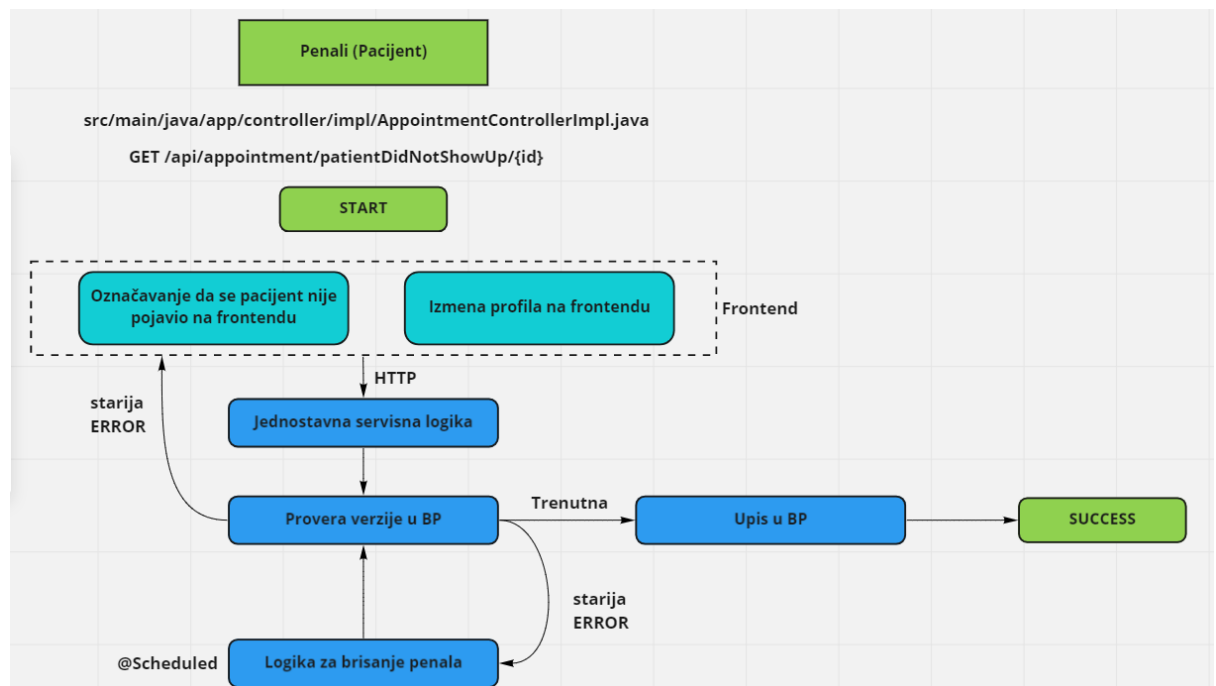 Penali (Pacijent)
src/main/java/app/controller/impl/AppointmentControllerImpl.java
GET /api/appointment/patientDidNotShowUp/{id}
START
Označavanje da se pacijent nije
pojavio na frontendu
Izmena profila na frontendu
Frontend
HTTP
starija
ERROR
Jednostavna servisna logika
Provera verzije u BP
Trenutna
Upis u BP
SUCCESS
starija
ERROR
@Scheduled
Logika za brisanje penala